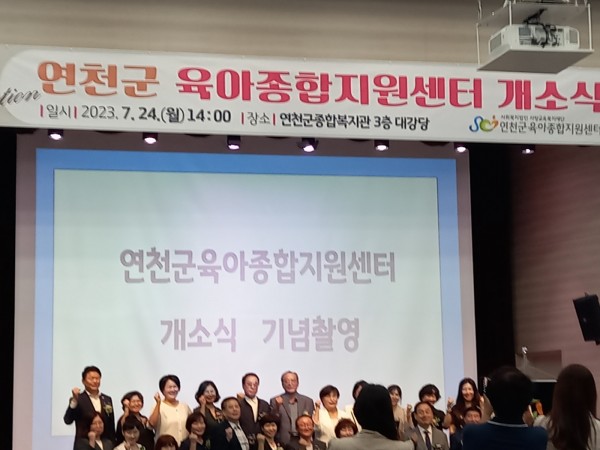 tion 연천군 육아종합지원센터 개소식
일시 2023. 7. 24.(월) 14:00 장소 연천군종합복지관 3층 대강당
연천군육아종합지원센터
연천군육아종합지원센터
개소식 기념촬영